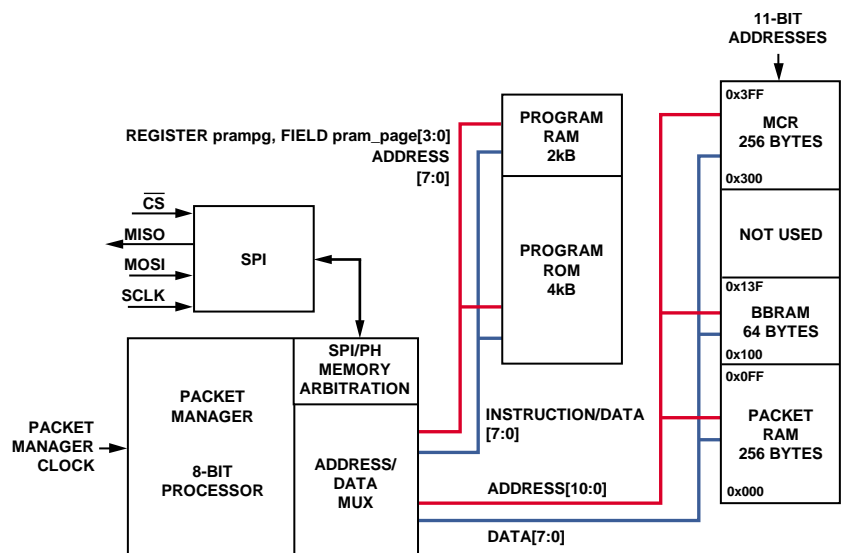 11-BIT
ADDRESSES
0x3FF
MCR
256 BYTES
0x300
NOT USED
0x13F
BBRAM
64 BYTES
0x100
0x0FF
PACKET
RAM
256 BYTES
0x000
PROGRAM
RAM
2kB
PROGRAM
ROM
4kB
REGISTER prampg, FIELD pram_page[3:0]
ADDRESS
[7:0]
CS
MISO
MOSI
SCLK
SPI
SPI/PH
MEMORY
ARBITRATION
PACKET
MANAGER
8-BIT
PROCESSOR
ADDRESS/
DATA
MUX
PACKET
MANAGER
CLOCK
INSTRUCTION/DATA
[7:0]
ADDRESS[10:0]
DATA[7:0]